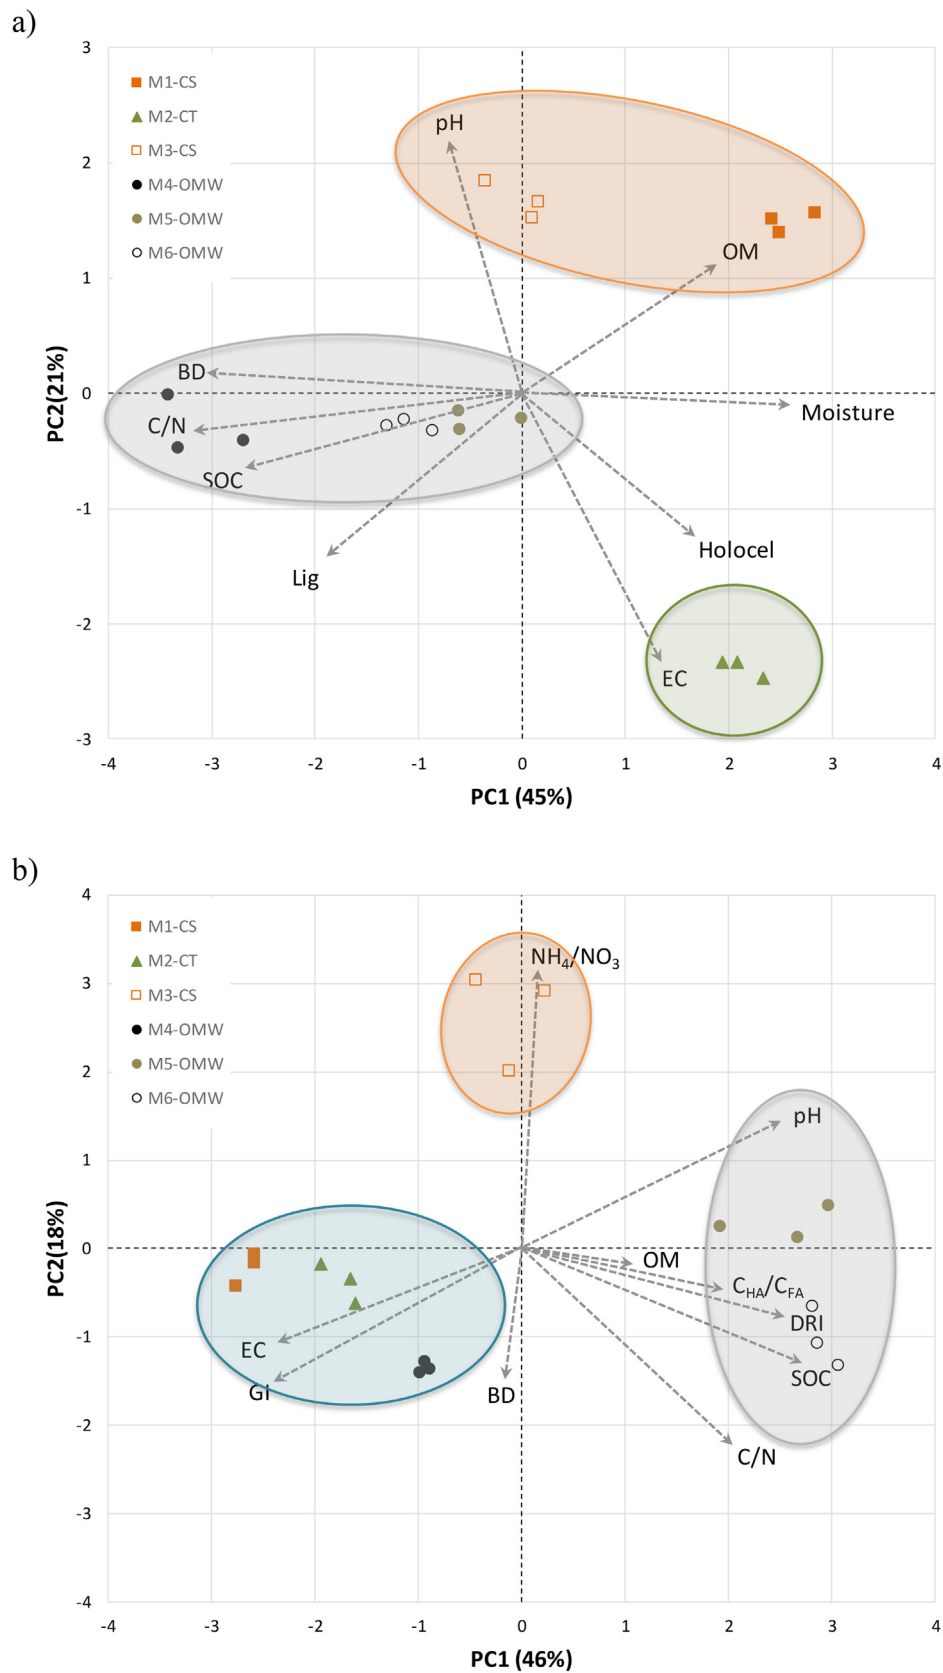 a)
3
M1-CS
M2-CT
pH
2
M3-CS
M4-OMW
M5-OMW
M6-OMW
OM
1
BD
0
Moisture
C/N
SOC
PC2(21%)
-1
Holocel
Lig
-2
EC
-3
-4 -3 -2 -1 0 1 2 3 4
PC1 (45%)
b)
4
M1-CS
M2-CT
NH4/NO3
3
M3-CS
M4-OMW
2
M5-OMW
M6-OMW
pH
1
0
OM
PC2(18%)
CHA/CFA
DRI
-1
EC
SOC
GI
BD
-2
C/N
-3
-4
-4 -3 -2 -1 0 1 2 3 4
PC1 (46%)